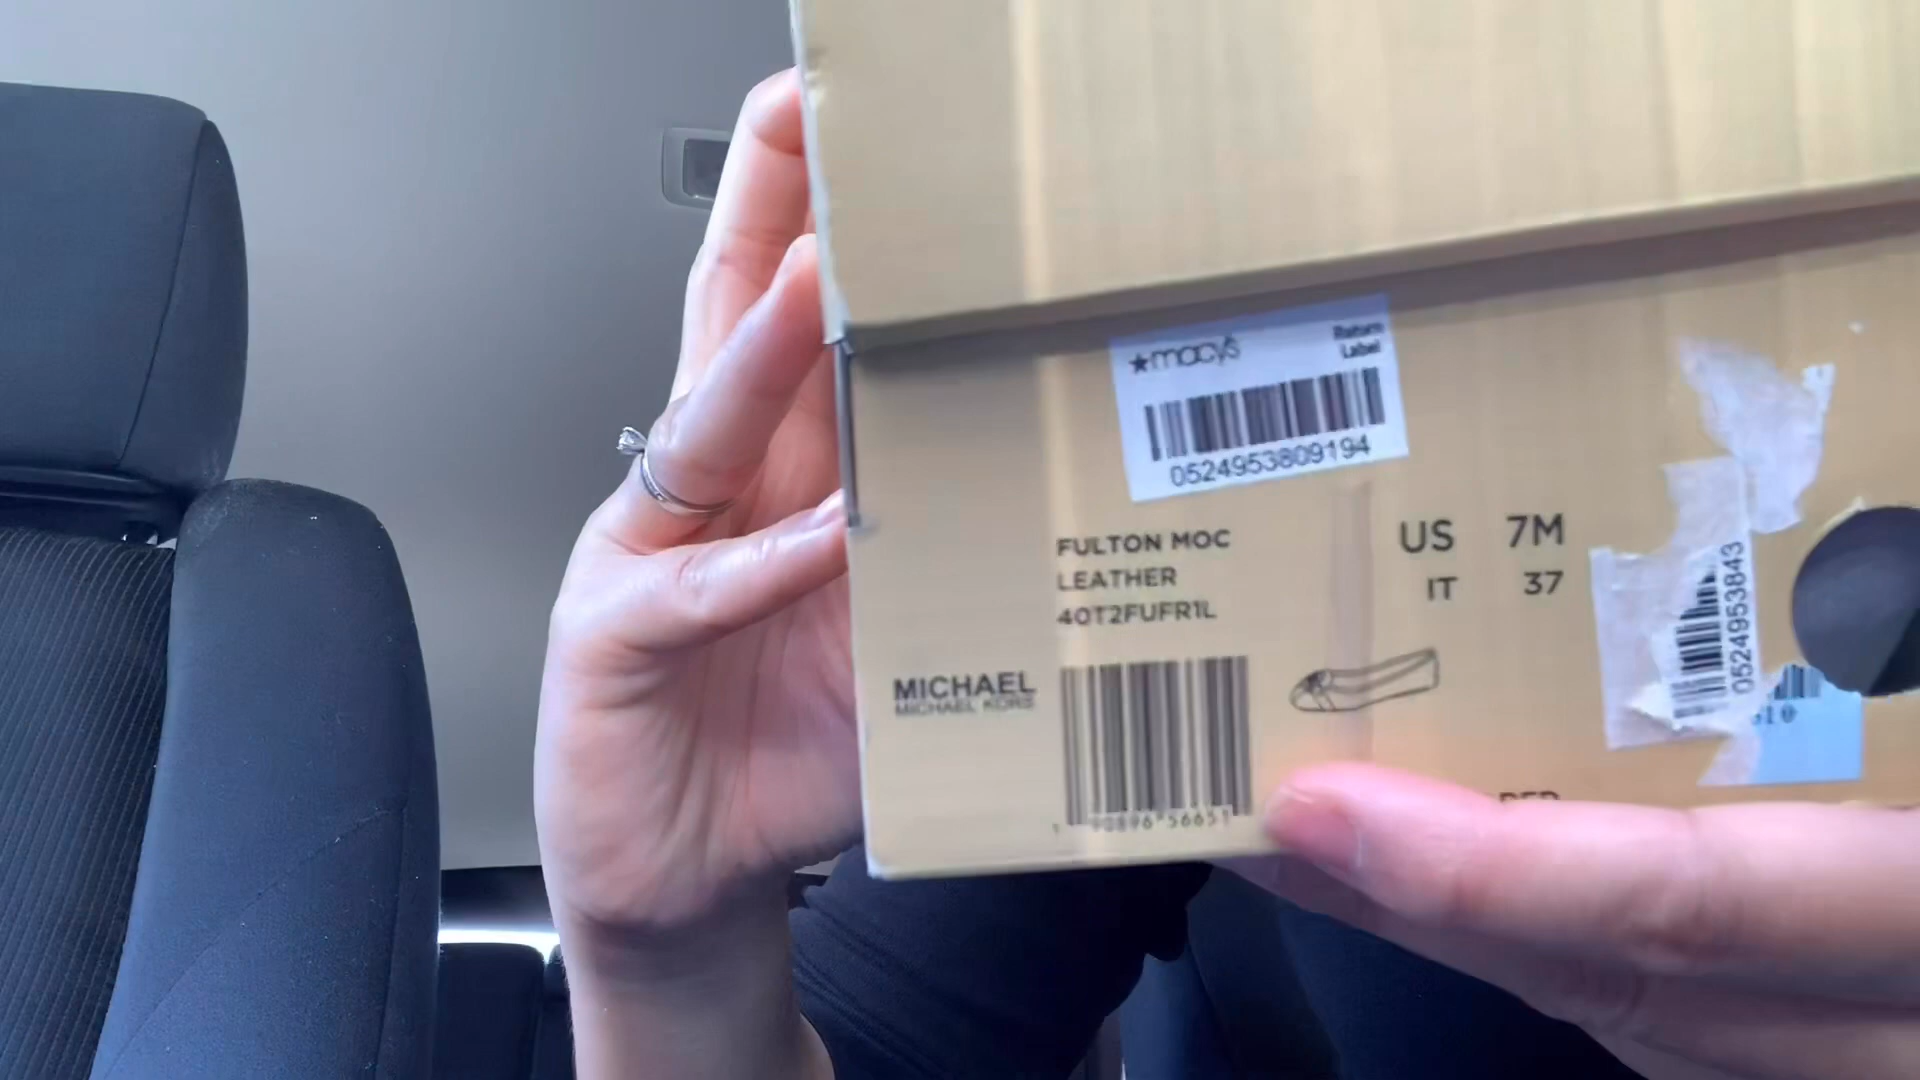 ★macy's
Return
Label
0524953809194
FULTON MOC
LEATHER
40T2FUFR1L
US 7M
IT 37
MICHAEL
MICHAEL KORS
0524953843